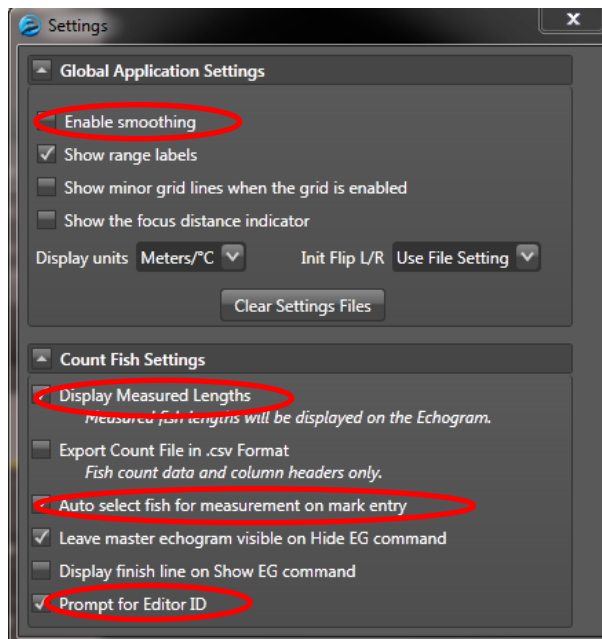 Settings
X
Global Application Settings
Enable smoothing
Show range labels
Show minor grid lines when the grid is enabled
Show the focus distance indicator
Display units Meters/°C Init Flip L/R Use File Setting
Clear Settings Files
Count Fish Settings
Display Measured Lengths
Measured fish lengths will be displayed on the Echogram.
Export Count File in .csv Format
Fish count data and column headers only.
Auto select fish for measurement on mark entry
Leave master echogram visible on Hide EG command
Display finish line on Show EG command
Prompt for Editor ID